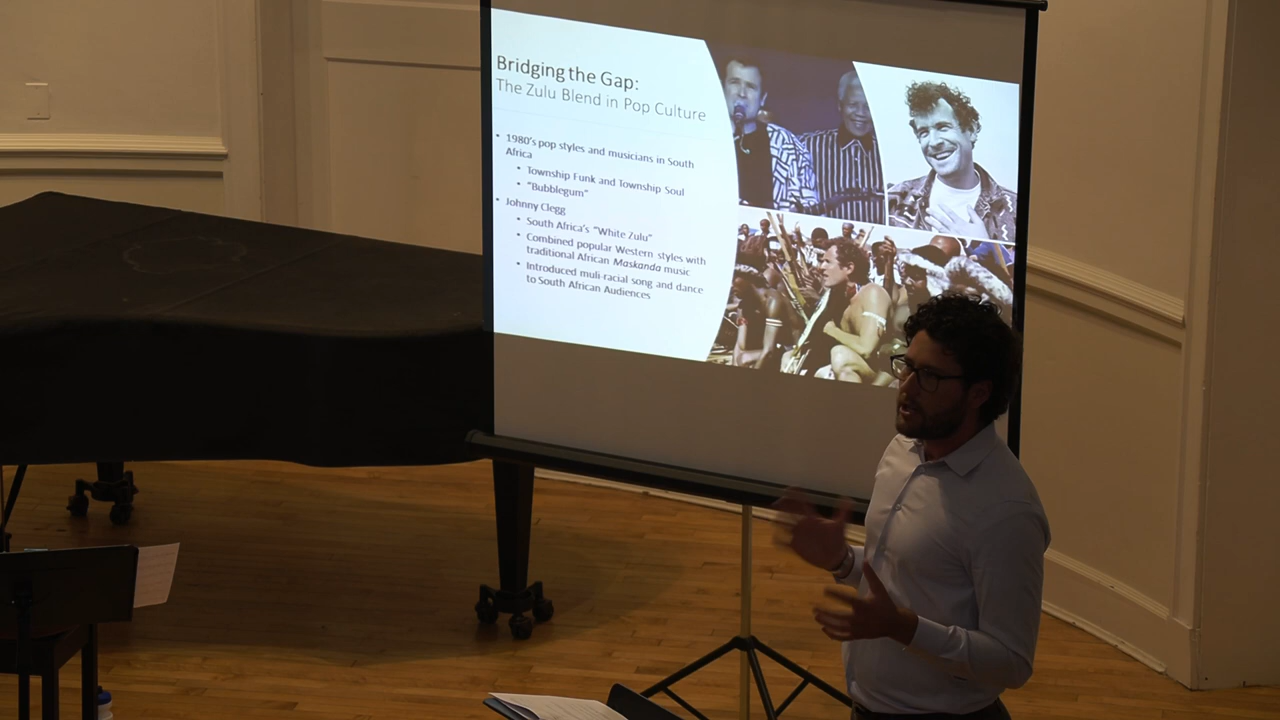 Bridging the Gap:
The Zulu Blend in Pop Culture
• 1980's pop styles and musicians in South
Africa
• Township Funk and Township Soul
• "Bubblegum"
• Johnny Clegg
• South Africa's "White Zulu"
• Combined popular Western styles with
traditional African Maskanda music
• Introduced muli-racial song and dance
to South African Audiences